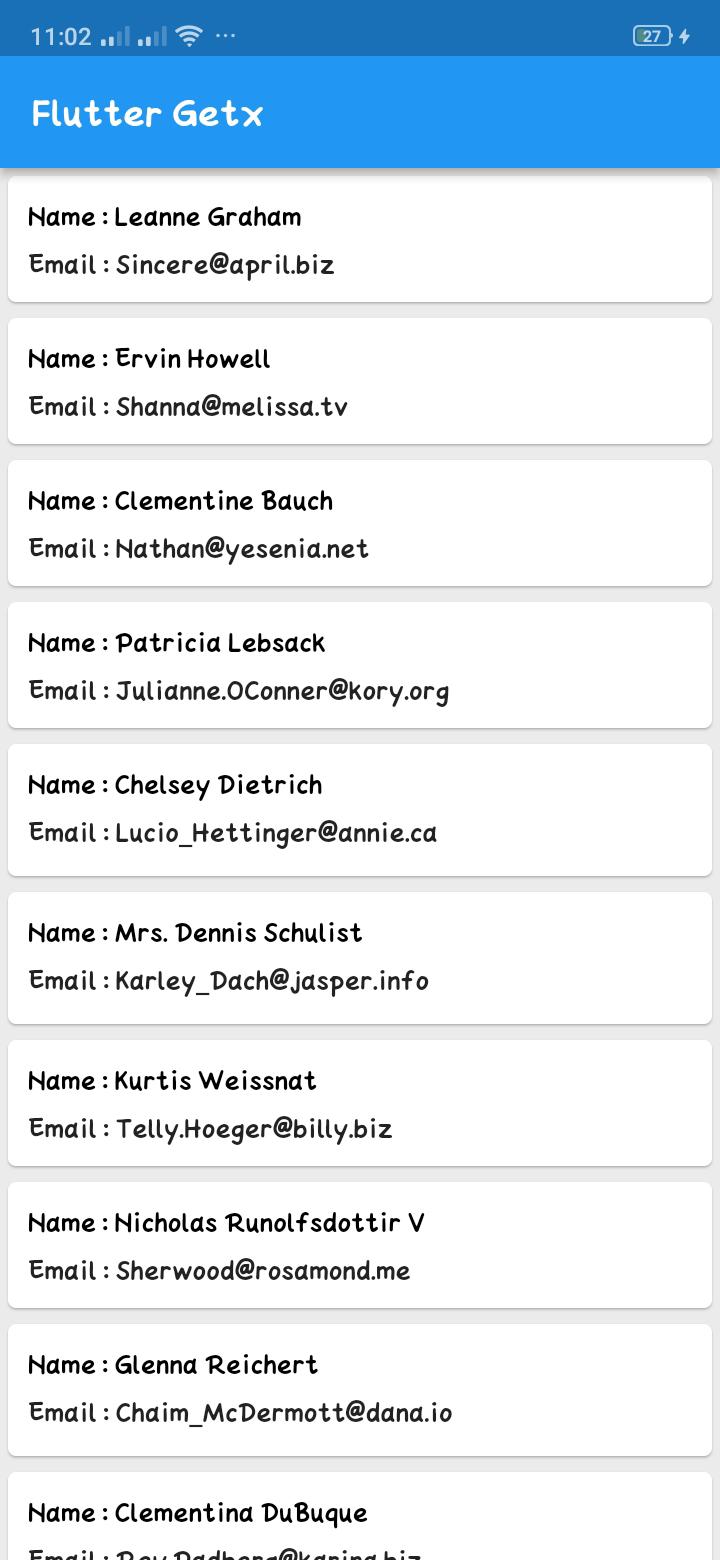 11:02 ... 27
Flutter Getx
Name : Leanne Graham
Email : Sincere@april.biz
Name : Ervin Howell
Email : Shanna@melissa.tv
Name : Clementine Bauch
Email : Nathan@yesenia.net
Name : Patricia Lebsack
Email : Julianne.OConner@kory.org
Name : Chelsey Dietrich
Email : Lucio_Hettinger@annie.ca
Name : Mrs. Dennis Schulist
Email : Karley_Dach@jasper.info
Name : Kurtis Weissnat
Email : Telly.Hoeger@billy.biz
Name : Nicholas Runolfsdottir V
Email : Sherwood@rosamond.me
Name : Glenna Reichert
Email : Chaim_McDermott@dana.io
Name : Clementina DuBuque
Email :